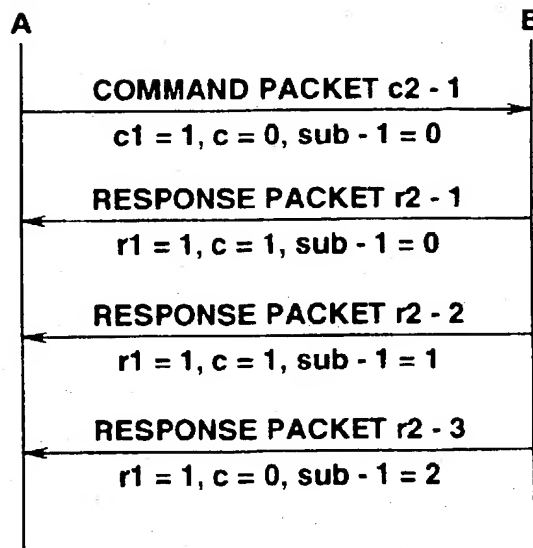 A
COMMAND PACKET c2 - 1
c1 = 1, c = 0, sub - 1 = 0
RESPONSE PACKET r2 - 1
r1 = 1, c = 1, sub - 1 = 0
RESPONSE PACKET r2 - 2
r1 = 1, c = 1, sub - 1 = 1
RESPONSE PACKET r2 - 3
r1 = 1, c = 0, sub - 1 = 2